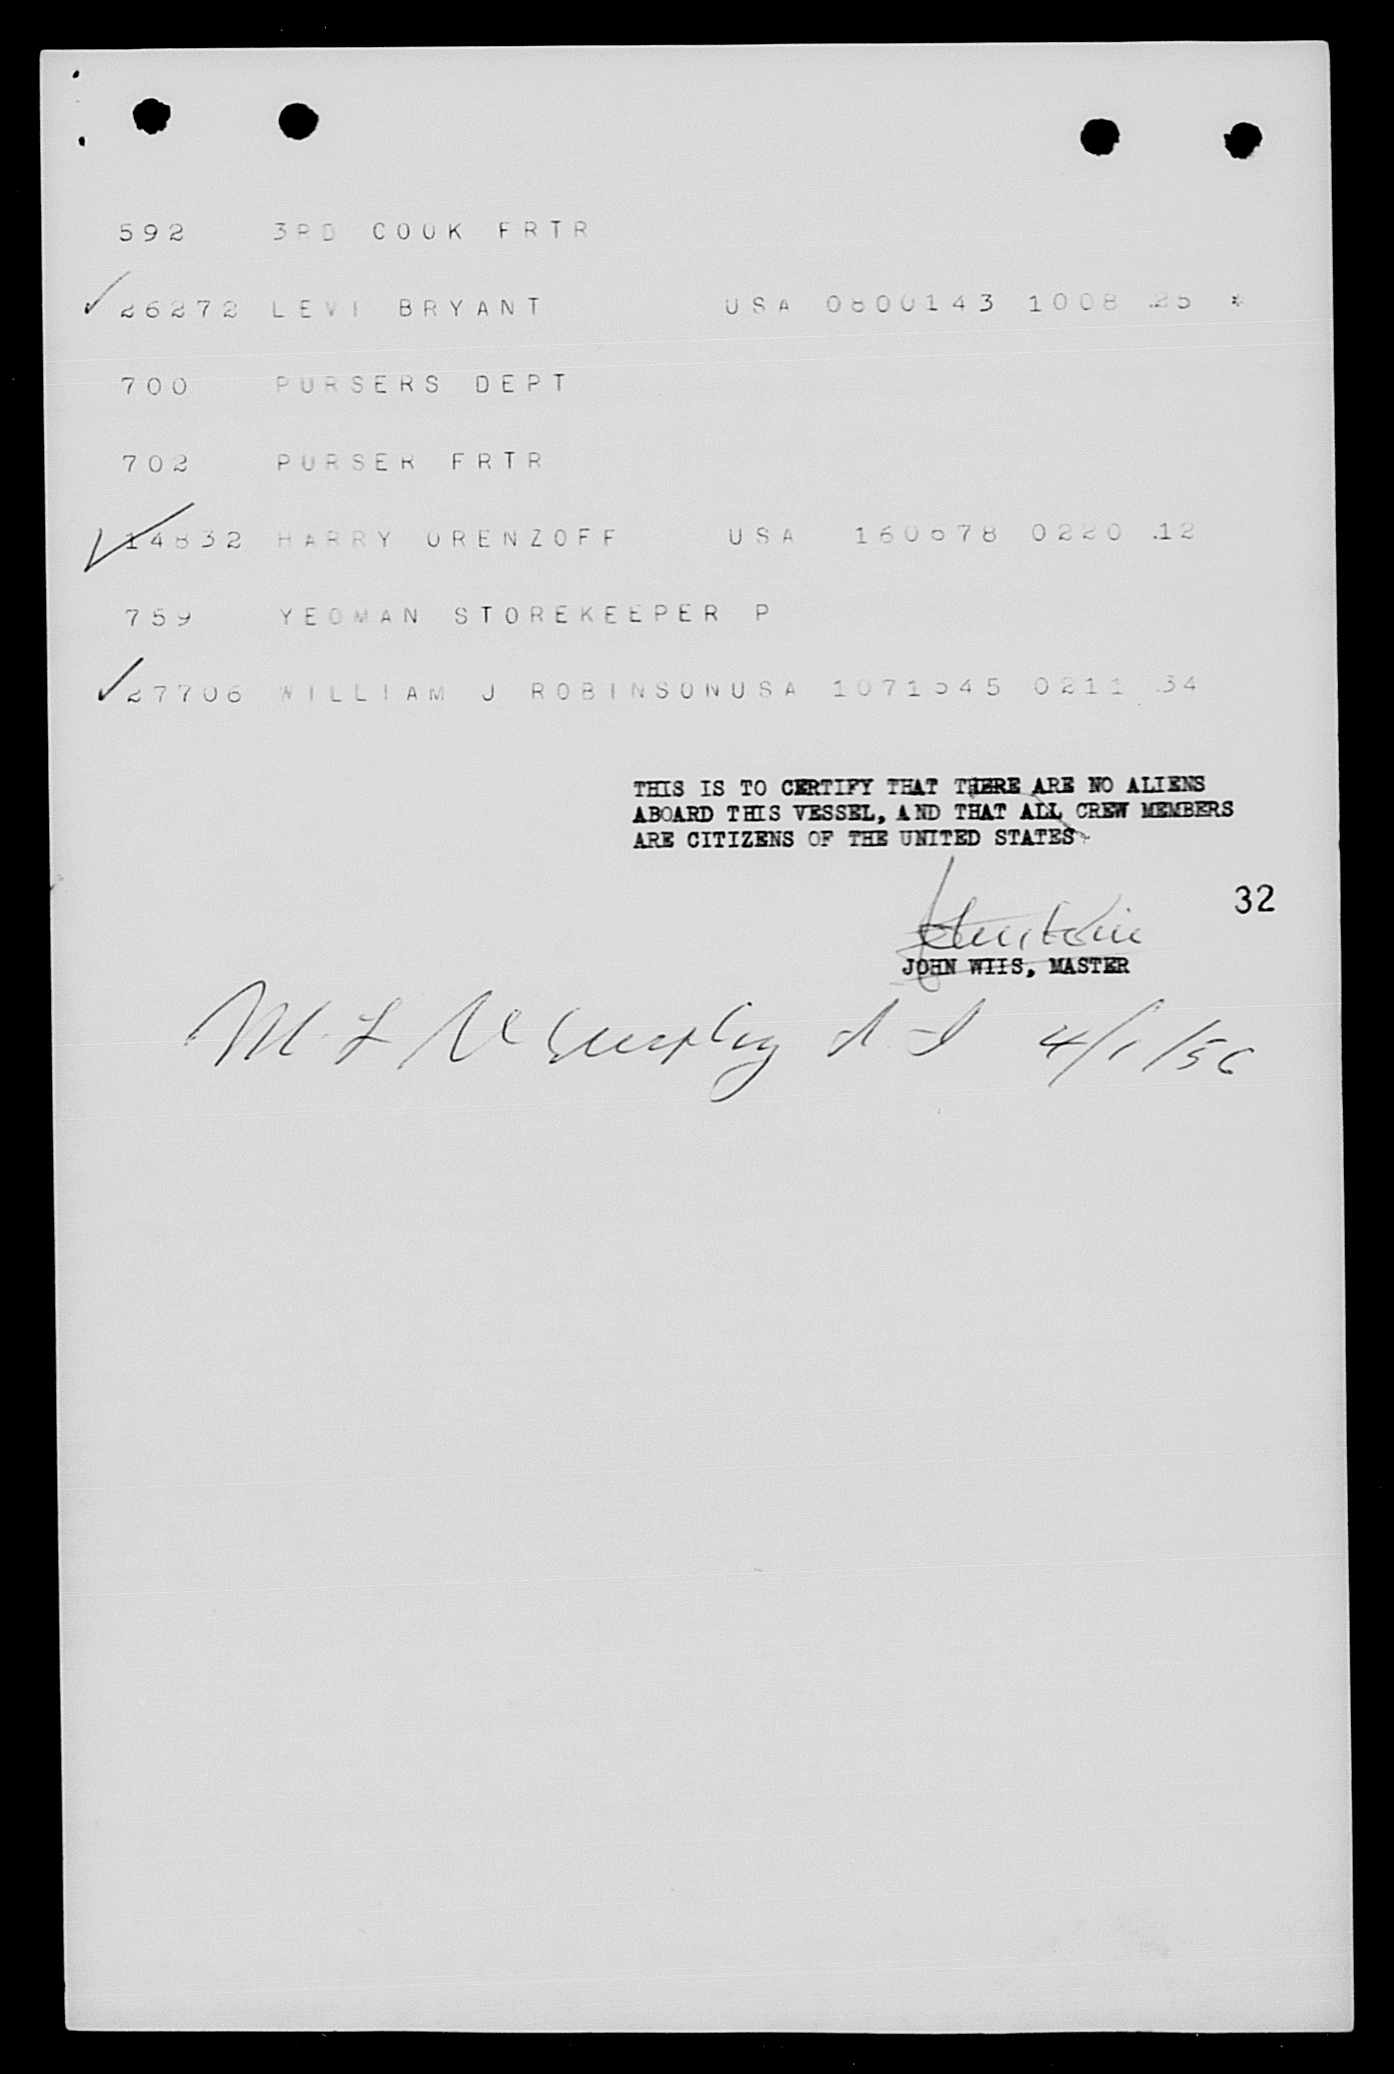 592 3RD COOK FRTR
26272 LEVI BRYANT USA 0800143 1008 .25 *
700 PURSERS DEPT
702 PURSER FRTR
14832 HARRY ORENZOFF USA 160678 0220 .12
759 YEOMAN STOREKEEPER P
27706 WILLIAM J ROBINSONUSA 1071545 0211 .34
THIS IS TO CERTIFY THAT THERE ARE NO ALIENS
ABOARD THIS VESSEL, AND THAT ALL CREW MEMBERS
ARE CITIZENS OF THE UNITED STATES
32
JOHN WIIS, MASTER
M. L. 4/1/56